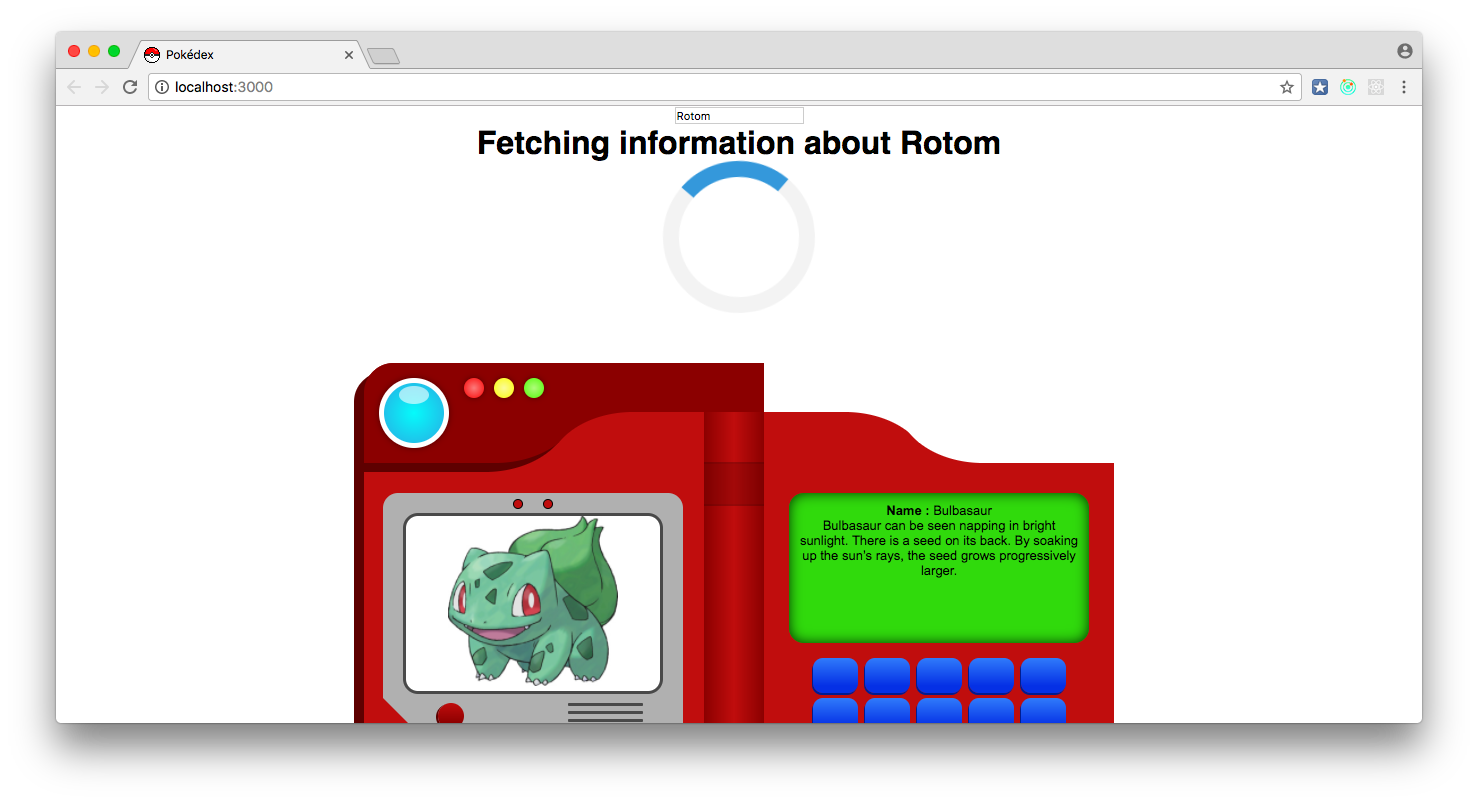 Pokédex
localhost:3000
Rotom
Fetching information about Rotom
Name : Bulbasaur
Bulbasaur can be seen napping in bright
sunlight. There is a seed on its back. By soaking
up the sun's rays, the seed grows progressively
larger.